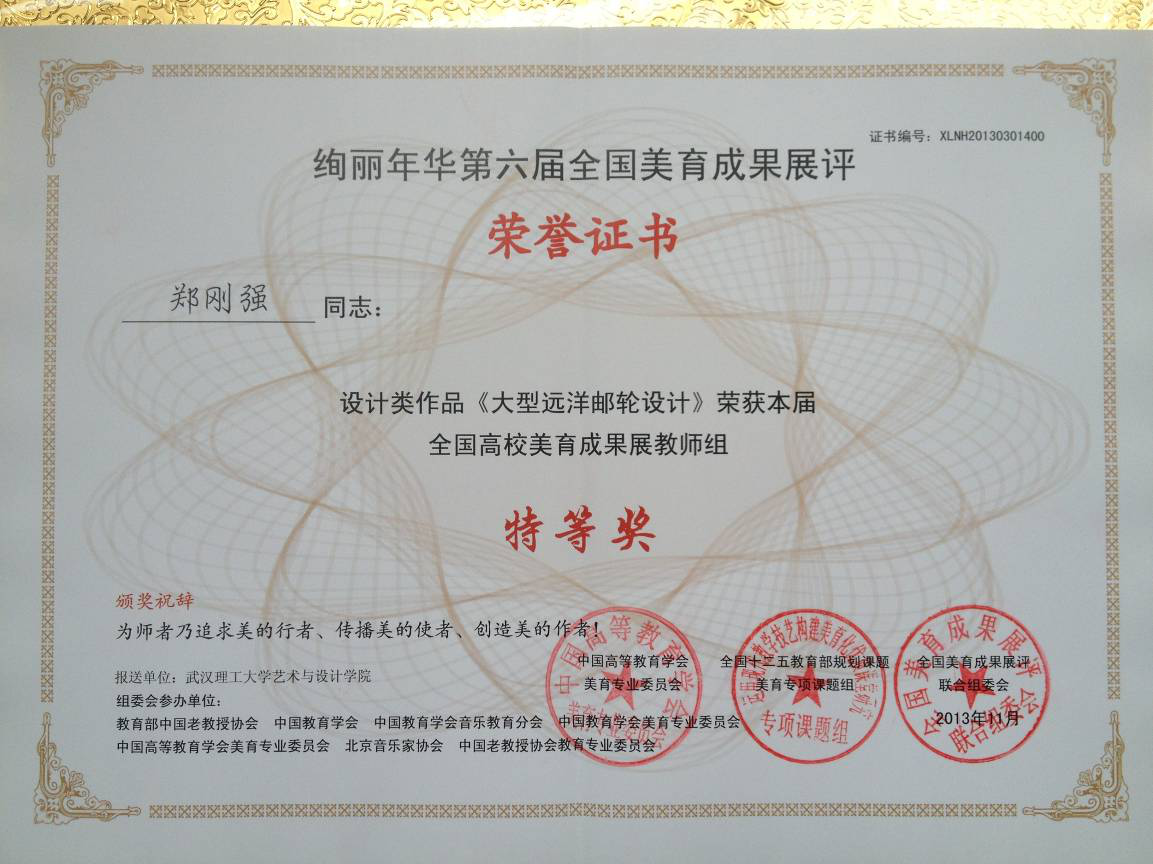 证书编号：XLNH20130301400
绚丽年华第六届全国美育成果展评
荣誉证书
郑刚强 同志：
设计类作品《大型远洋邮轮设计》荣获本届
全国高校美育成果展教师组
特等奖
颁奖祝辞
为师者乃追求美的行者、传播美的使者、创造美的作者！
报送单位：武汉理工大学艺术与设计学院
组委会参办单位：
教育部中国老教授协会 中国教育学会 中国教育学会音乐教育分会 中国教育学会美育专业委员会
中国高等教育学会美育专业委员会 北京音乐家协会 中国老教授协会教育专业委员会
中国高等教育学会
美育专业委员会
全国十二五教育部规划课题
美育专项课题组
全国美育成果展评
联合组委会
2013年11月
中国高等教育学会
美育专业委员会
专项课题组
全国美育成果展评会
联合组委